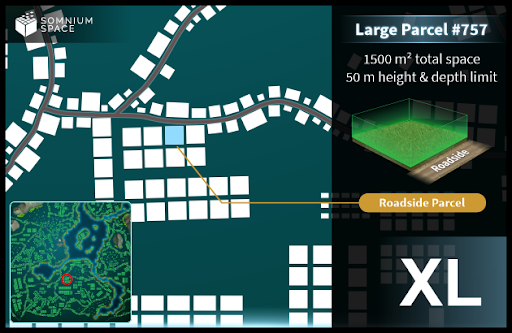 SOMNIUM
SPACE
Large Parcel #757
1500 m² total space
50 m height & depth limit
Roadside
Roadside Parcel
XL